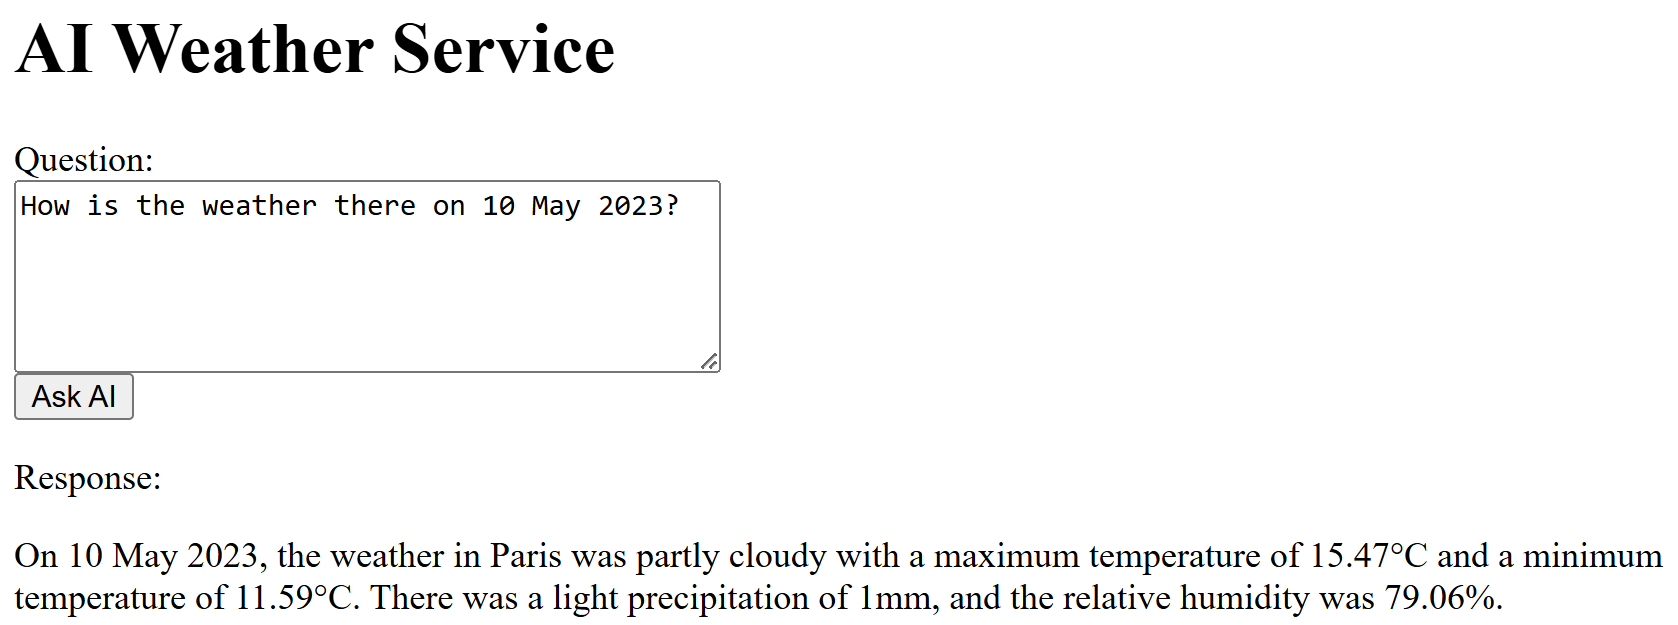 AI Weather Service
Question:
How is the weather there on 10 May 2023?
Ask AI
Response:
On 10 May 2023, the weather in Paris was partly cloudy with a maximum temperature of 15.47°C and a minimum
temperature of 11.59°C. There was a light precipitation of 1mm, and the relative humidity was 79.06%.